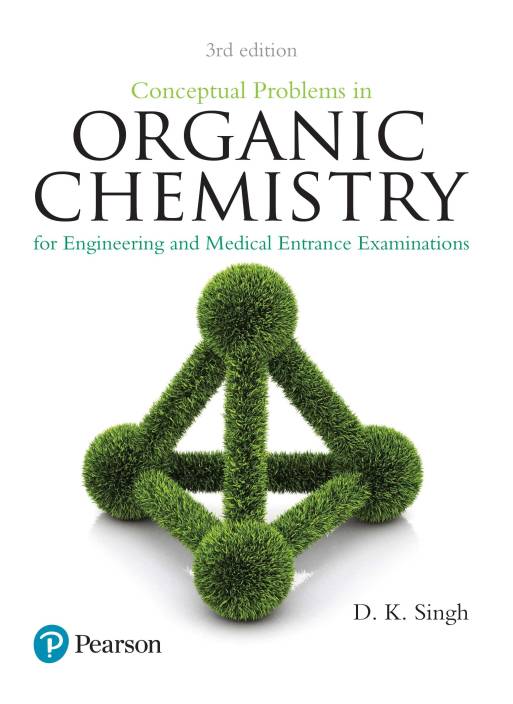 3rd edition
Conceptual Problems in
ORGANIC
CHEMISTRY
for Engineering and Medical Entrance Examinations
D. K. Singh
Pearson